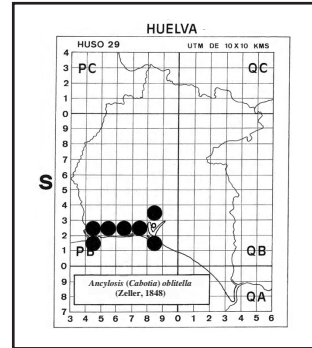 HUELVA
HUSO 29 UTM DE 10 X 10 KMS
4 PC QC
3
2
1
0
9
8
7
6
S
5
4
3
2
1 PB QB
0
9
8 QA
7
Ancylosis (Cabotia) oblitella
(Zeller, 1848)
3 4 5 6 7 8 9 0 1 2 3 4 5 6